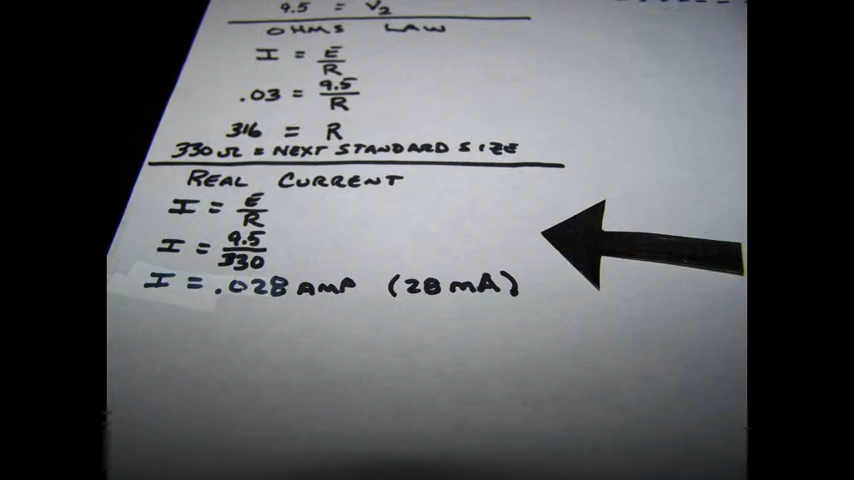 9.5 = V2
OHMS LAW
I = E/R
.03 = 9.5/R
316 = R
330Ω = NEXT STANDARD SIZE
REAL CURRENT
I = E/R
I = 9.5/330
I = .028 AMP (28 MA)